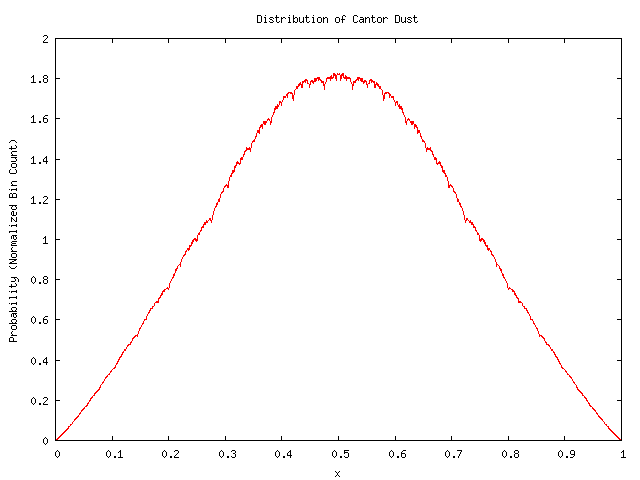 Distribution of Cantor Dust
2
1.8
1.6
1.4
1.2
1
0.8
0.6
0.4
0.2
0
Probability (Normalized Bin Count)
0 0.1 0.2 0.3 0.4 0.5 0.6 0.7 0.8 0.9 1
x